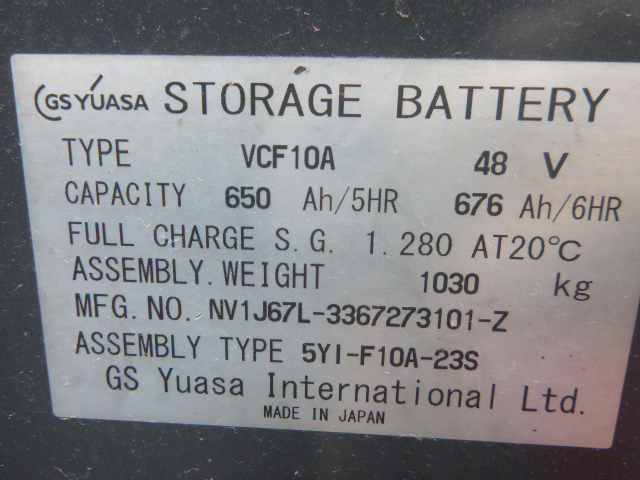 GS YUASA STORAGE BATTERY
TYPE VCF10A 48 V
CAPACITY 650 Ah/5HR 676 Ah/6HR
FULL CHARGE S.G. 1.280 AT20℃
ASSEMBLY.WEIGHT 1030 kg
MFG.NO. NV1J67L-3367273101-Z
ASSEMBLY TYPE 5YI-F10A-23S
GS Yuasa International Ltd.
MADE IN JAPAN